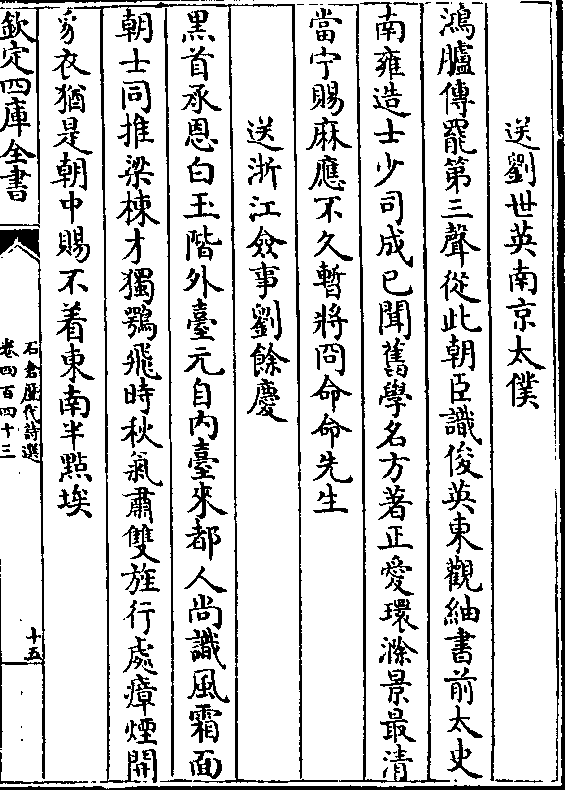 送劉世英南京太僕
鴻臚傳罷第三聲從此朝臣識俊英東觀紬書前太史
南雍造士少司成已聞舊學名方著正愛環滁景最清
當宁賜麻應不久暫將冏命命先生
送浙江僉事劉餘慶
黑首承恩白玉階外臺元自内臺來都人尚識風霜面
朝士同推梁棟才獨鶚飛時秋氣肅雙旌行處瘴煙開
豸衣猶是朝中賜不着東南半點埃
欽定四庫全書
石倉歷代詩選
卷四百四十三
十五